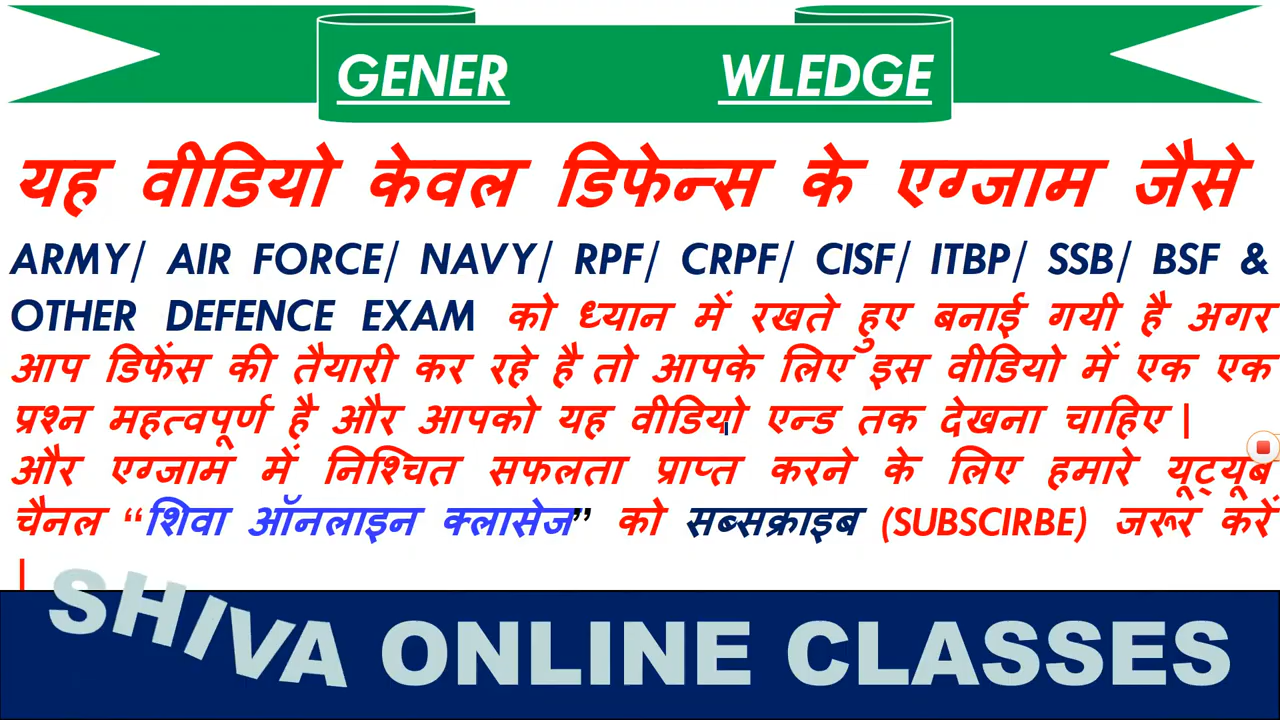 GENER WLEDGE
यह वीडियो केवल डिफेन्स के एग्जाम जैसे
ARMY/ AIR FORCE/ NAVY/ RPF/ CRPF/ CISF/ ITBP/ SSB/ BSF &
OTHER DEFENCE EXAM को ध्यान में रखते हुए बनाई गयी है अगर
आप डिफेंस की तैयारी कर रहे है तो आपके लिए इस वीडियो में एक एक
प्रश्न महत्वपूर्ण है और आपको यह वीडियो एन्ड तक देखना चाहिए |
और एग्जाम में निश्चित सफलता प्राप्त करने के लिए हमारे यूट्यूब
चैनल “शिवा ऑनलाइन क्लासेज” को सब्सक्राइब (SUBSCIRBE) जरूर करें
|
SHIVA ONLINE CLASSES